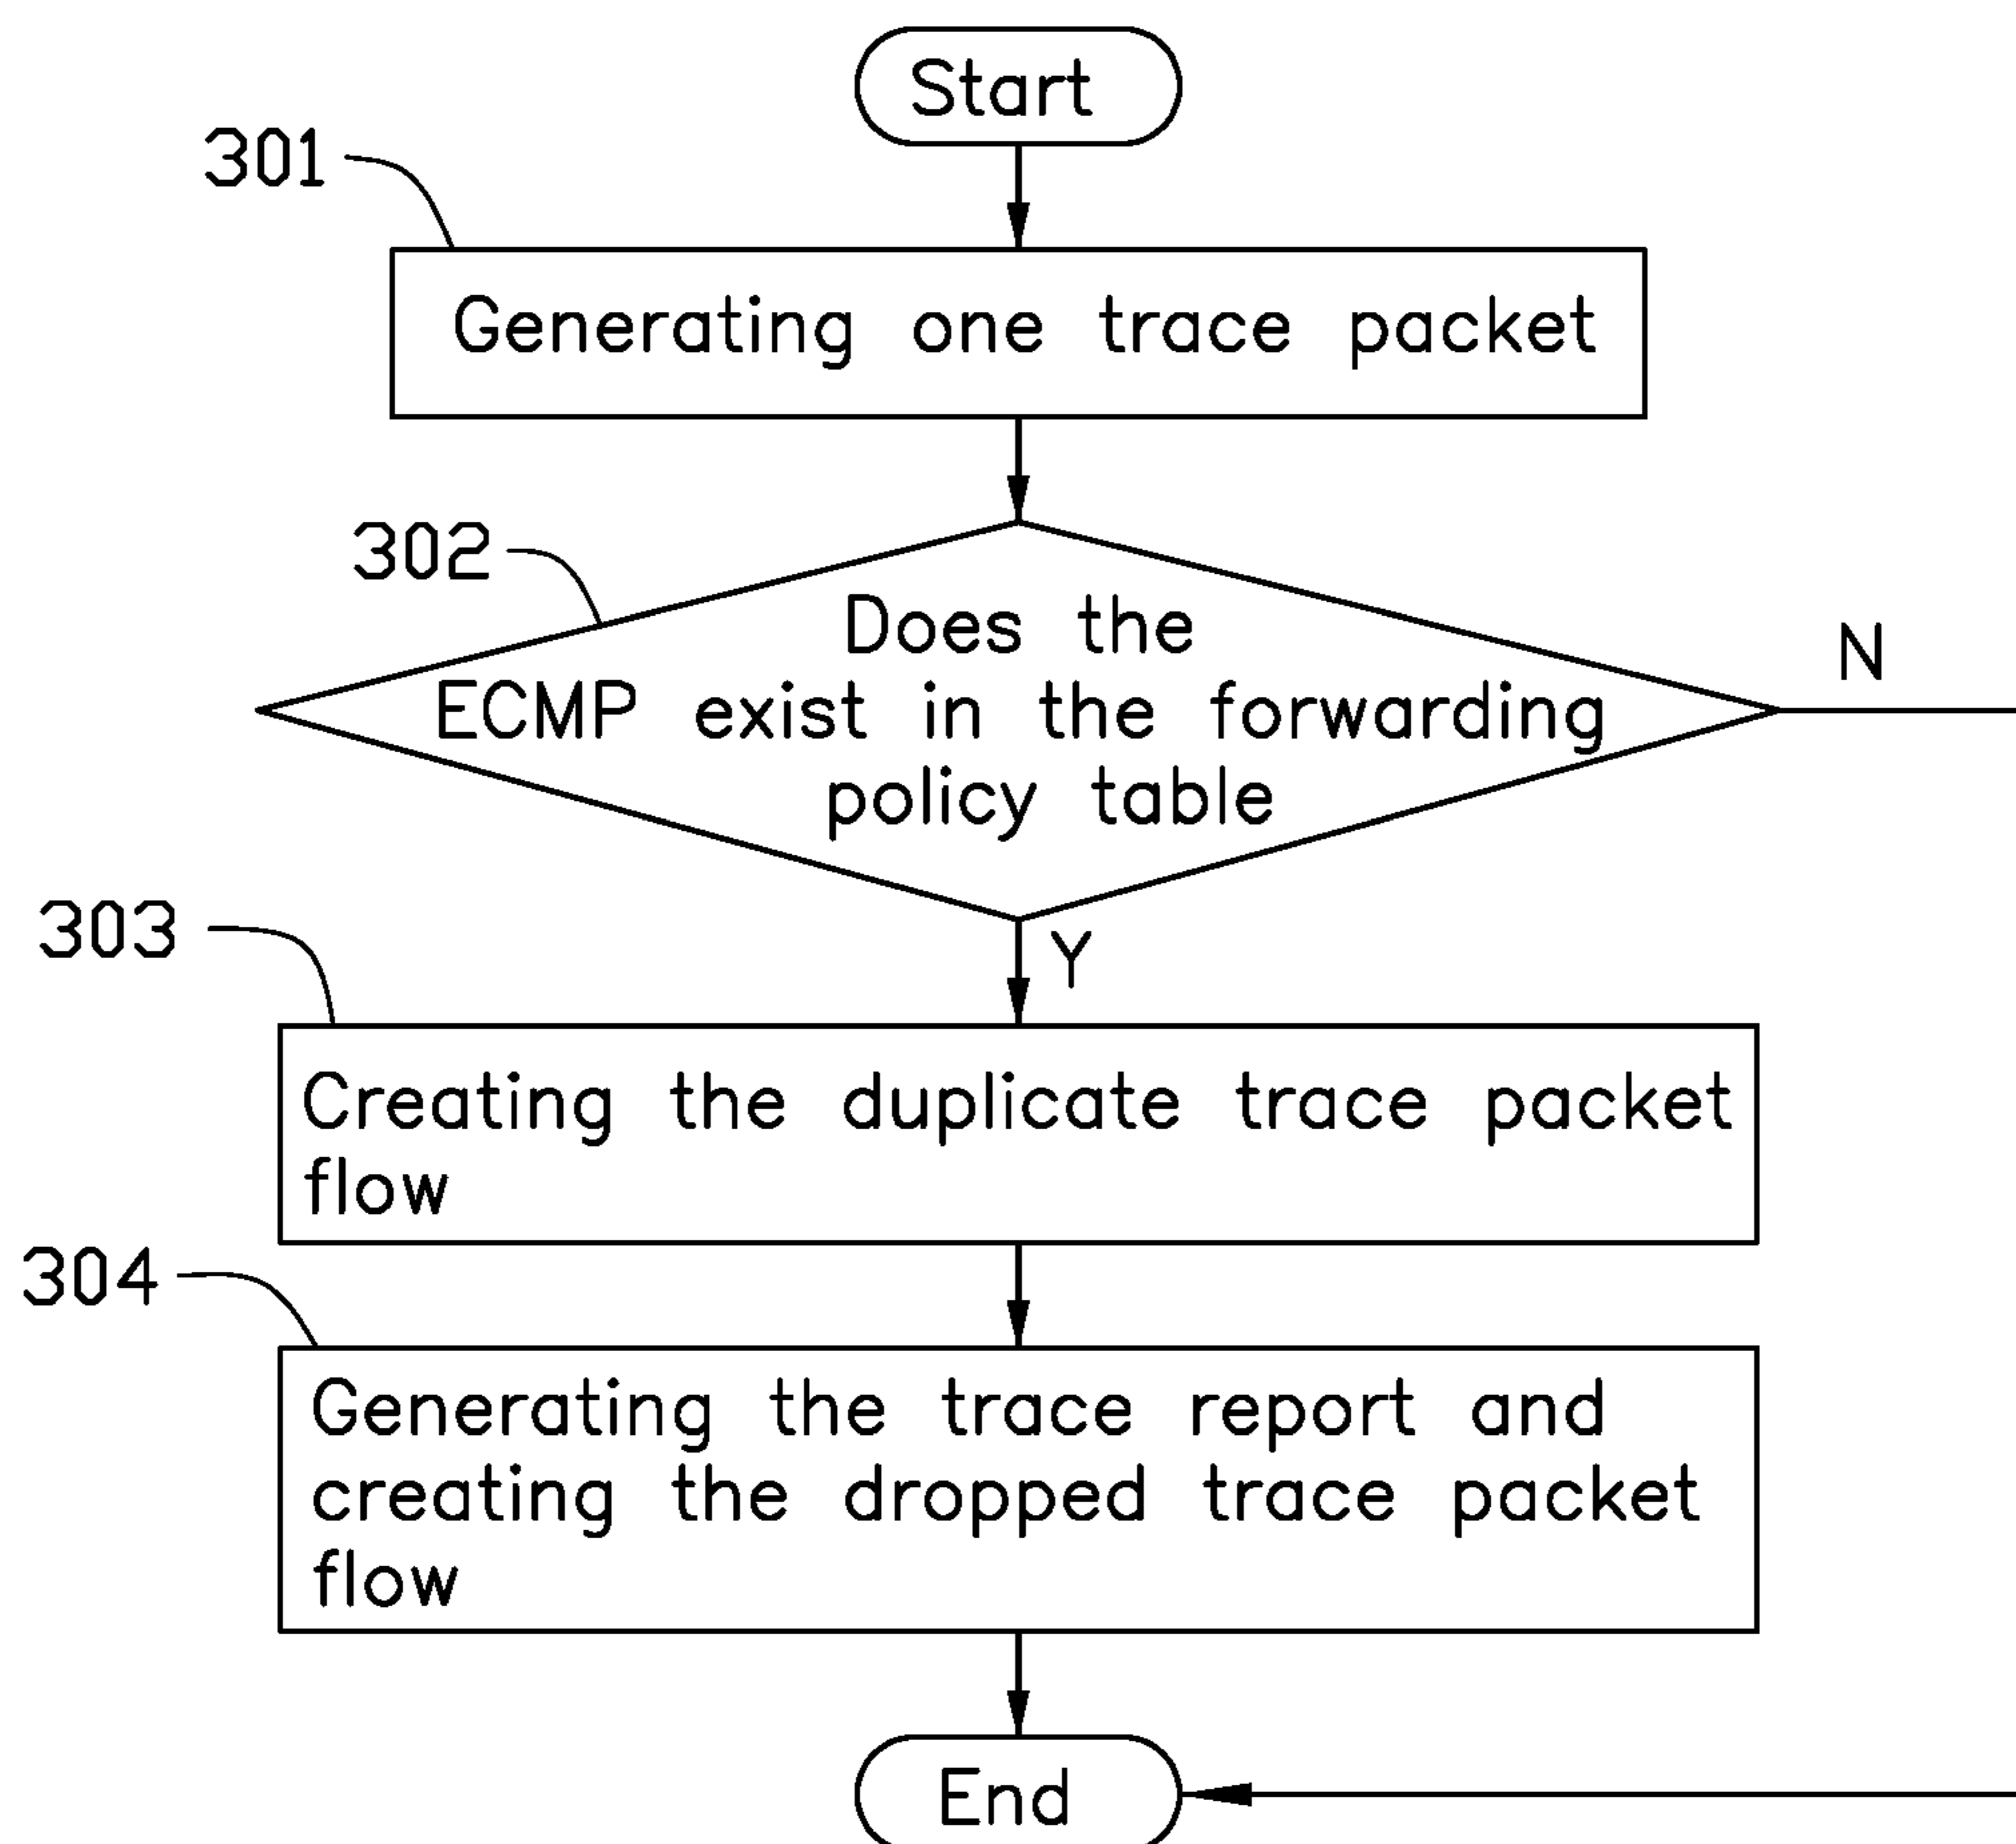 Start
301
Generating one trace packet
302
Does the
ECMP exist in the forwarding
policy table
N
Y
303
Creating the duplicate trace packet
flow
304
Generating the trace report and
creating the dropped trace packet
flow
End